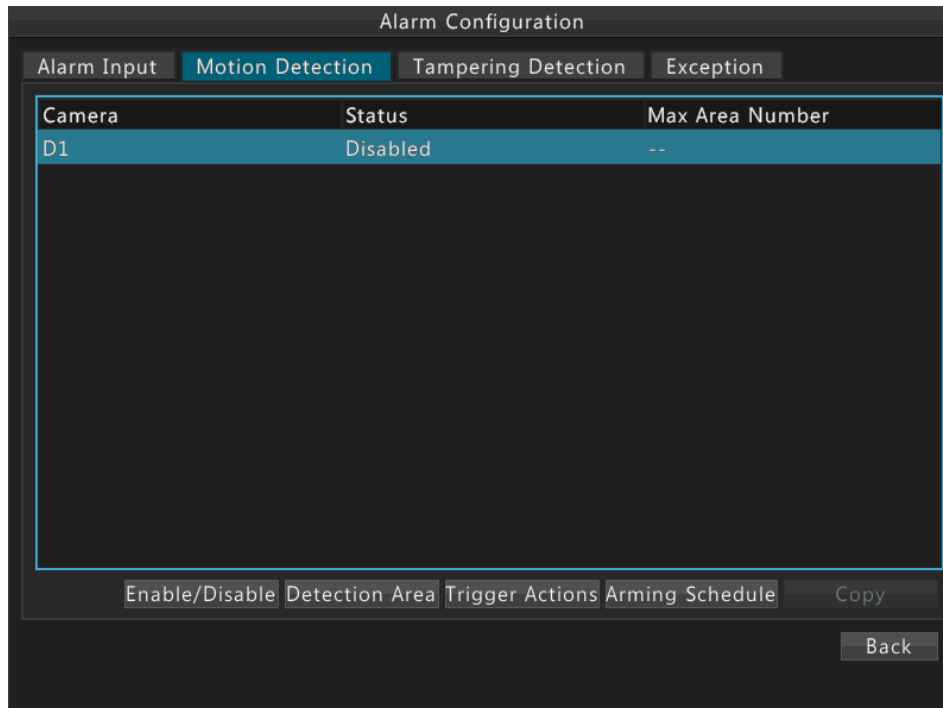 Alarm Configuration
Alarm Input Motion Detection Tampering Detection Exception
Camera Status Max Area Number
D1 Disabled --
Enable/Disable Detection Area Trigger Actions Arming Schedule Copy
Back